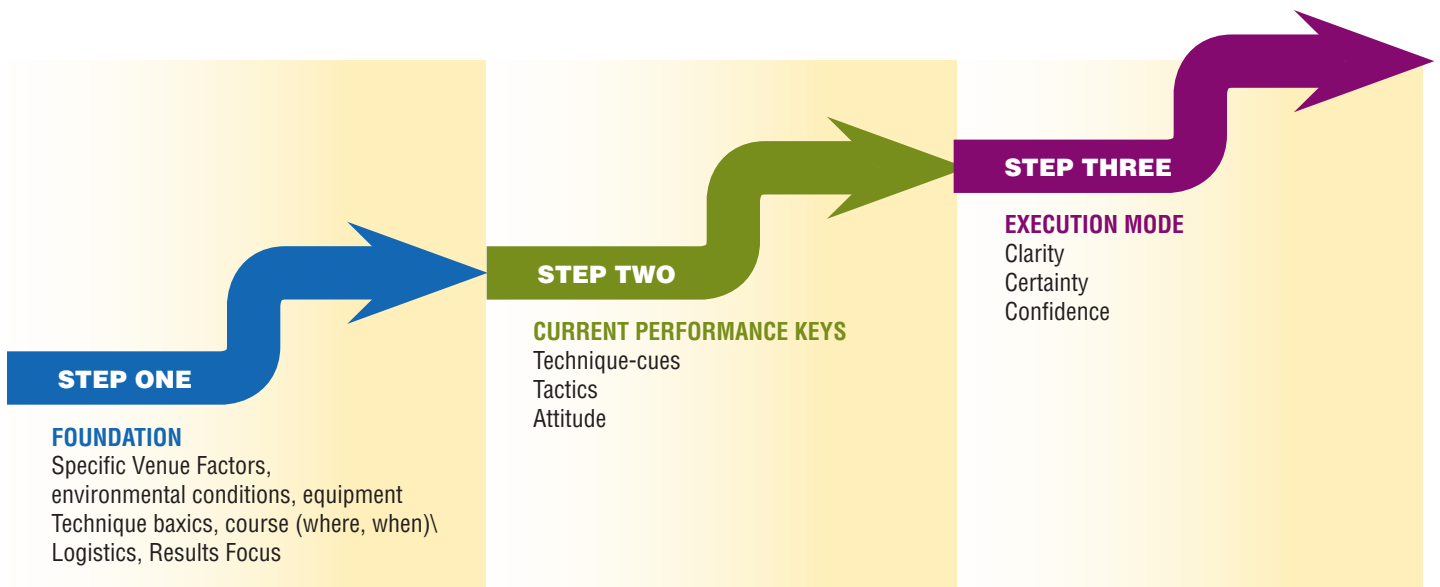 STEP ONE
FOUNDATION
Specific Venue Factors,
environmental conditions, equipment
Technique baxics, course (where, when)\
Logistics, Results Focus
STEP TWO
CURRENT PERFORMANCE KEYS
Technique-cues
Tactics
Attitude
STEP THREE
EXECUTION MODE
Clarity
Certainty
Confidence